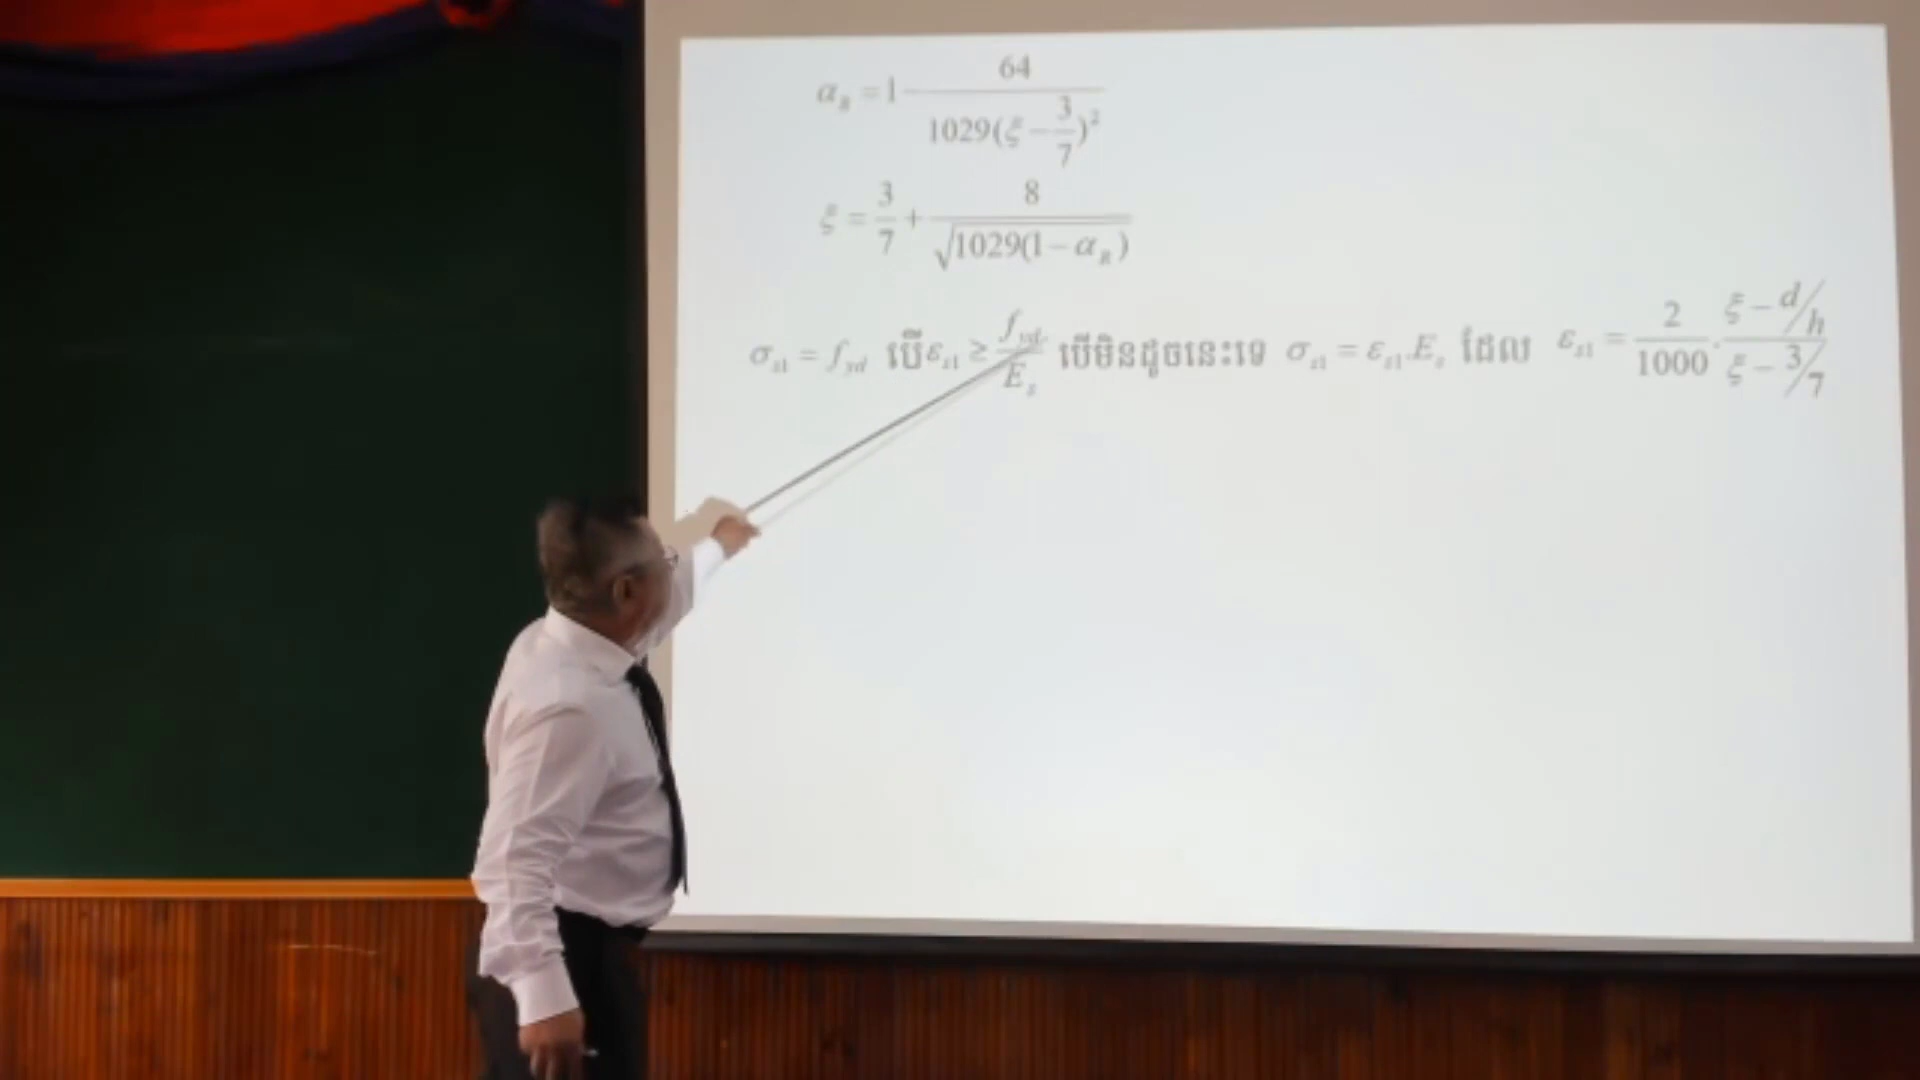 α_R = 1 64/1029(ξ − 3/7)²
ξ = 3/7 + 8/√1029(1 − α_R)
σ_s1 = f_yd បើ ε_s1 ≥ f_yd/E_s បើមិនដូចនេះទេ σ_s1 = ε_s1.E_s ដែល ε_s1 = 2/1000 . (ξ − d/h)/(ξ − 3/7)